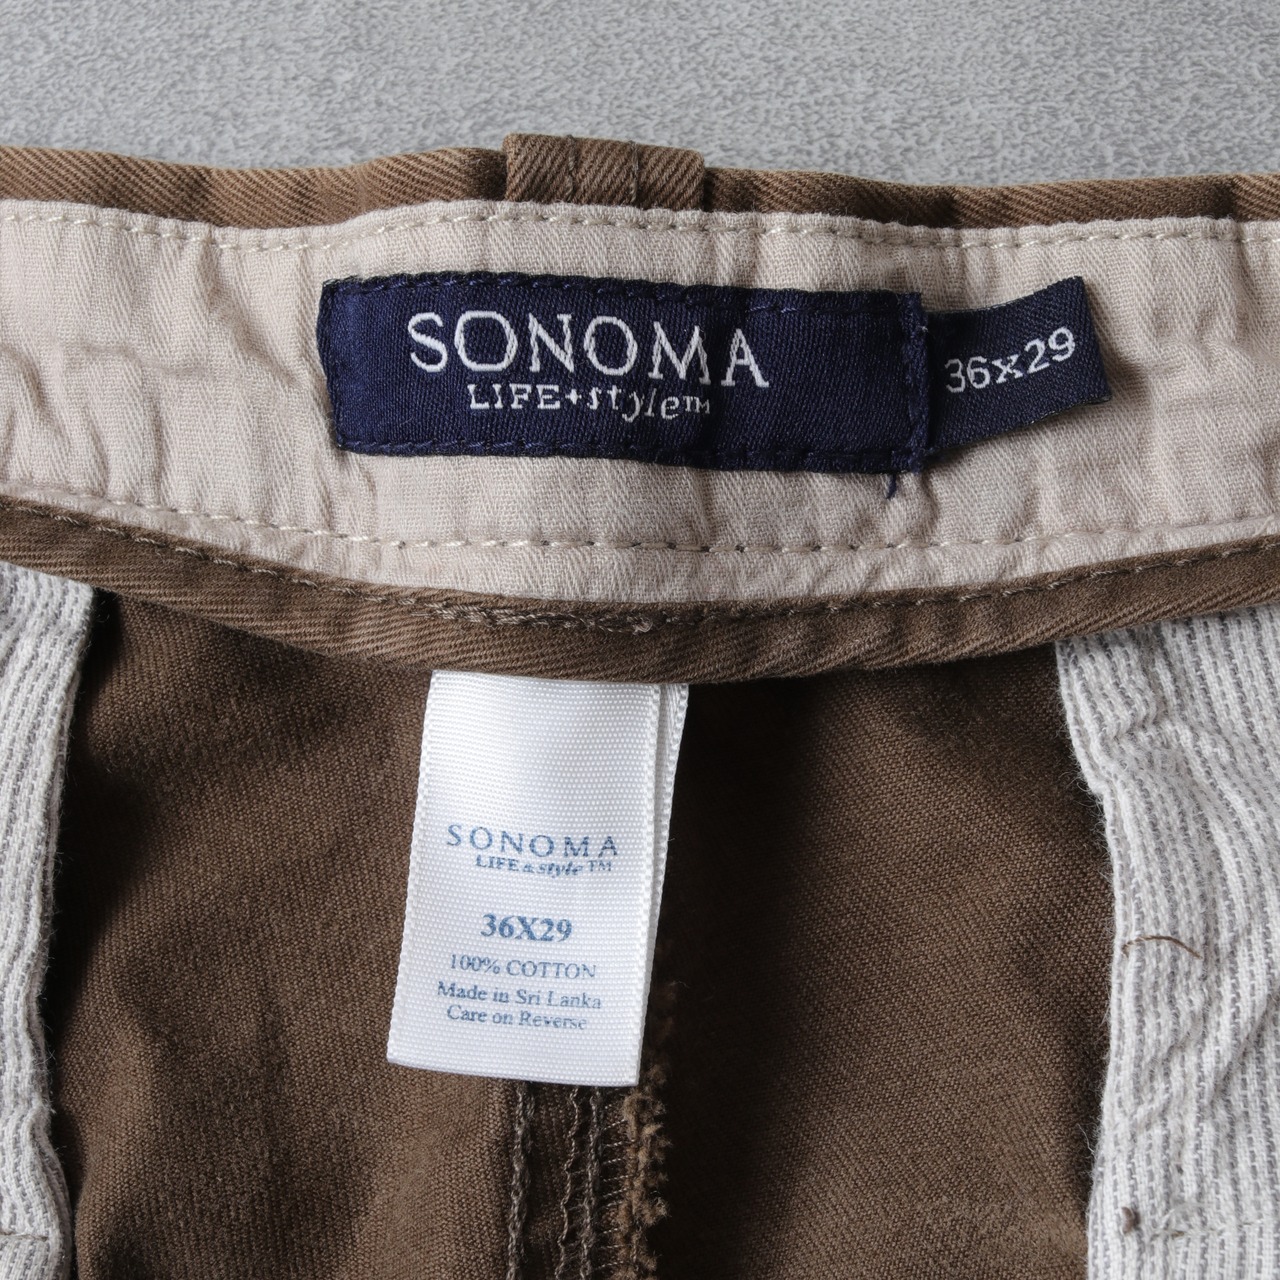 SONOMA
LIFE+style™
36x29
SONOMA
LIFE & style™
36X29
100% COTTON
Made in Sri Lanka
Care on Reverse